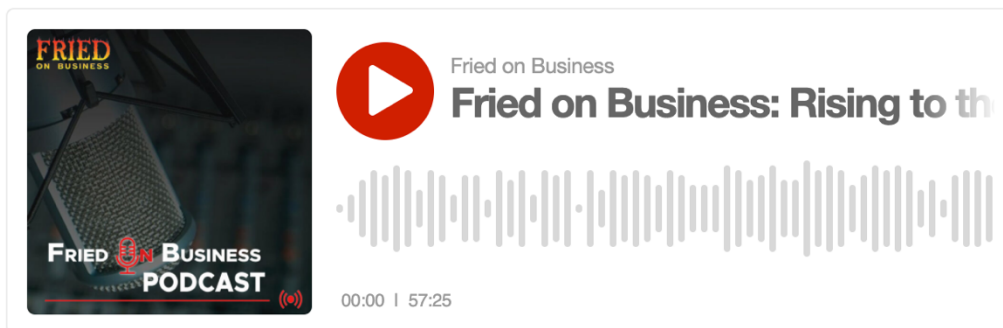 FRIED
ON BUSINESS
FRIED ON BUSINESS
PODCAST
Fried on Business
Fried on Business: Rising to th
00:00 | 57:25